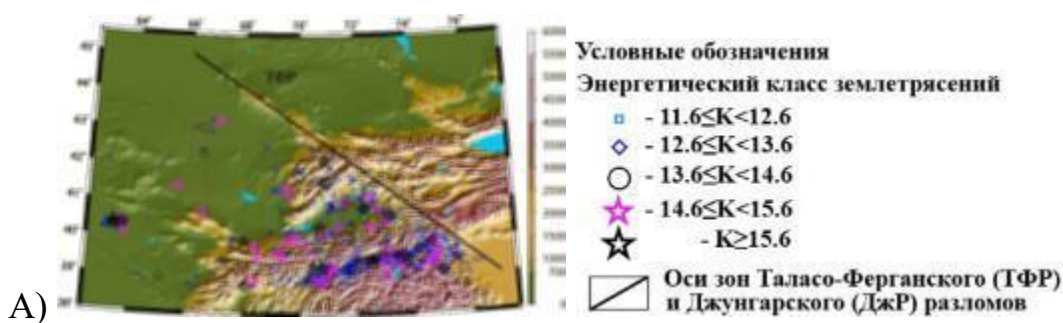 ТФР
А)
Условные обозначения
Энергетический класс землетрясений
- 11.6≤K<12.6
- 12.6≤K<13.6
- 13.6≤K<14.6
- 14.6≤K<15.6
- K≥15.6
Оси зон Таласо-Ферганского (ТФР)
и Джунгарского (ДжР) разломов